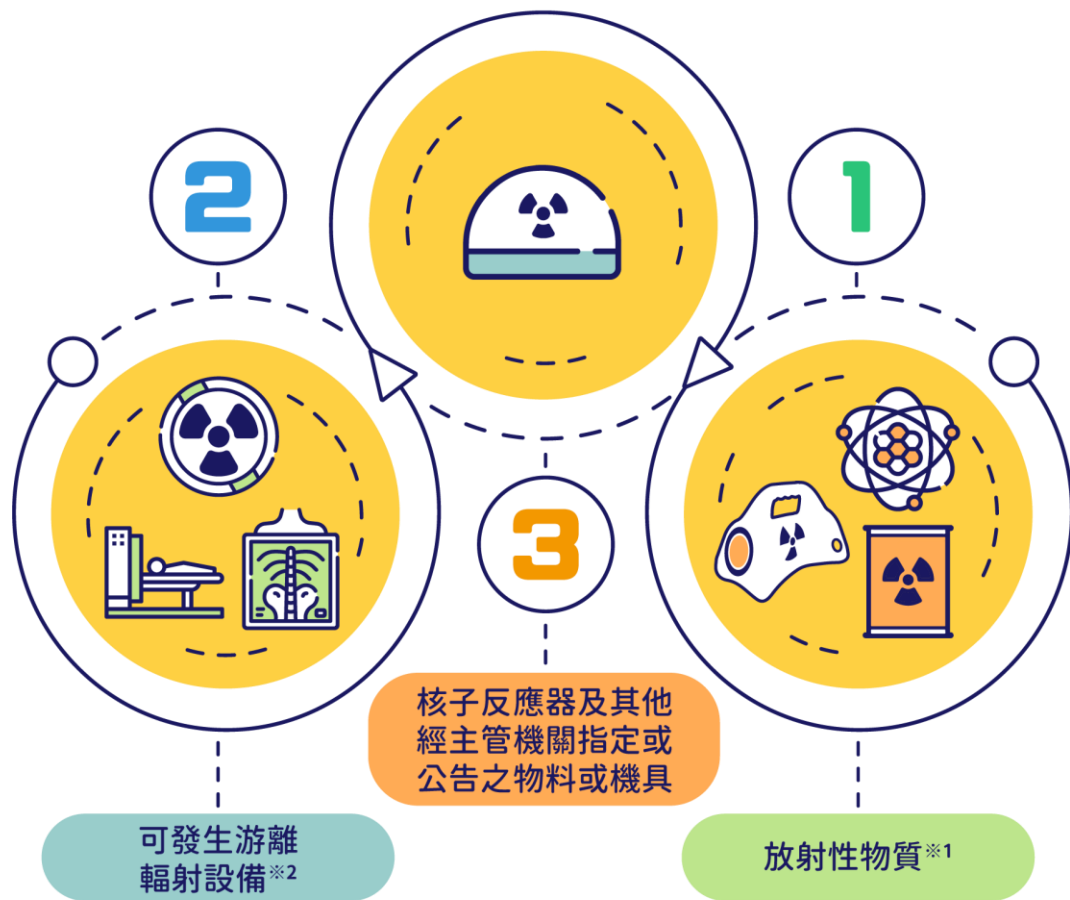 2
1
3
核子反應器及其他
經主管機關指定或
公告之物料或機具
可發生游離
輻射設備※2
放射性物質※1